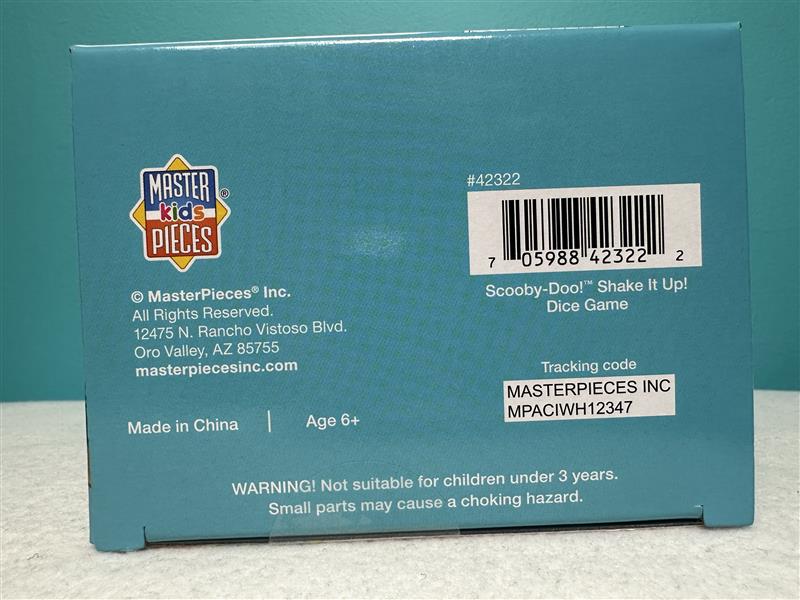 MASTER
kids
PIECES
®
© MasterPieces® Inc.
All Rights Reserved.
12475 N. Rancho Vistoso Blvd.
Oro Valley, AZ 85755
masterpiecesinc.com
Made in China | Age 6+
#42322
7 05988 42322 2
Scooby-Doo!™ Shake It Up!
Dice Game
Tracking code
MASTERPIECES INC
MPACIWH12347
WARNING! Not suitable for children under 3 years.
Small parts may cause a choking hazard.